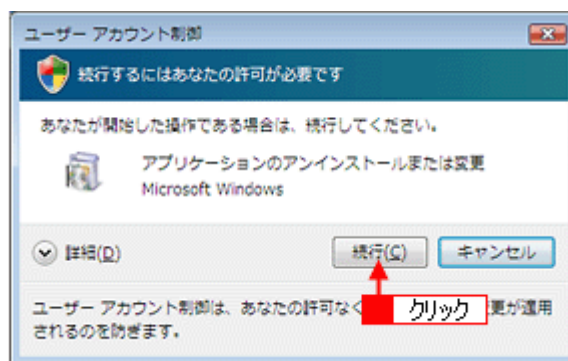 ユーザー アカウント制御
続行するにはあなたの許可が必要です
あなたが開始した操作である場合は、続行してください。
アプリケーションのアンインストールまたは変更
Microsoft Windows
詳細(D)
続行(C)
キャンセル
クリック
ユーザー アカウント制御は、あなたの許可なく 更が適用
されるのを防ぎます。